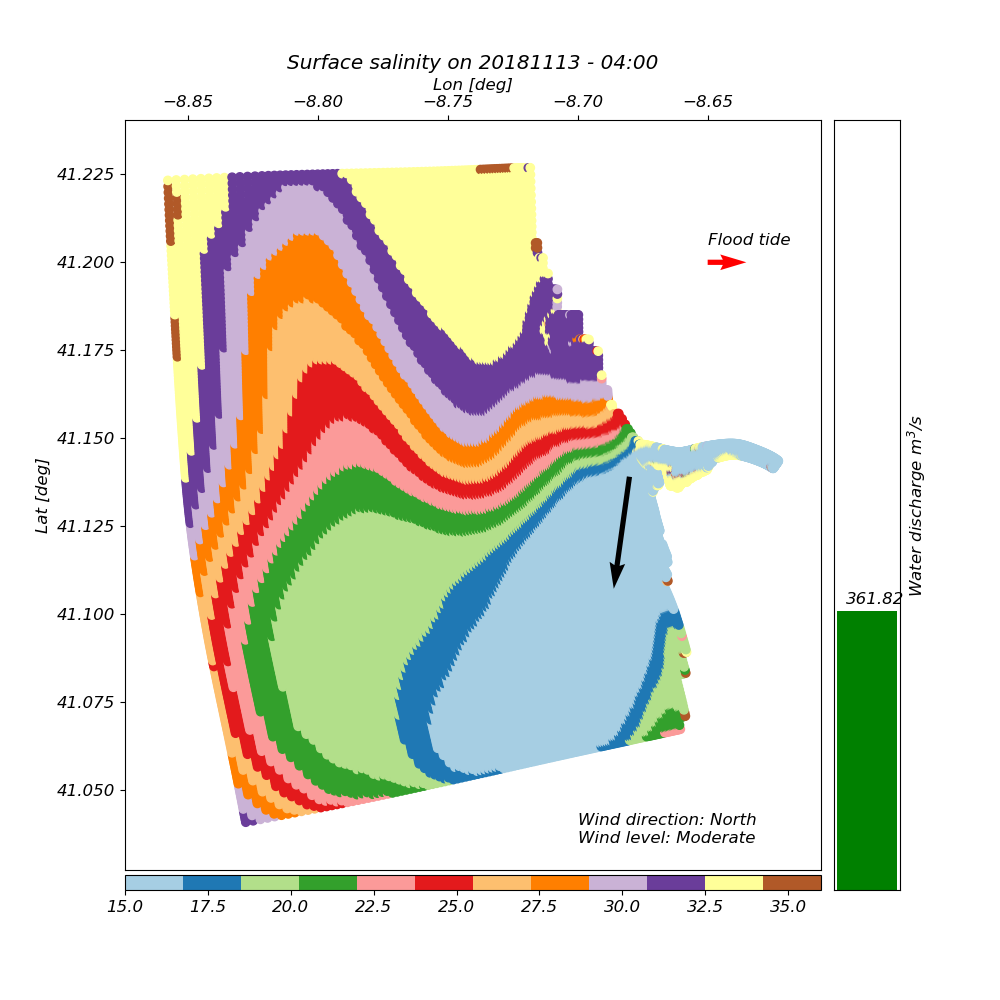 Surface salinity on 20181113 - 04:00
Lon [deg]
−8.85 −8.80 −8.75 −8.70 −8.65
41.225
41.200
41.175
41.150
41.125
41.100
41.075
41.050
Lat [deg]
Flood tide
Wind direction: North
Wind level: Moderate
361.82
Water discharge m³/s
15.0 17.5 20.0 22.5 25.0 27.5 30.0 32.5 35.0